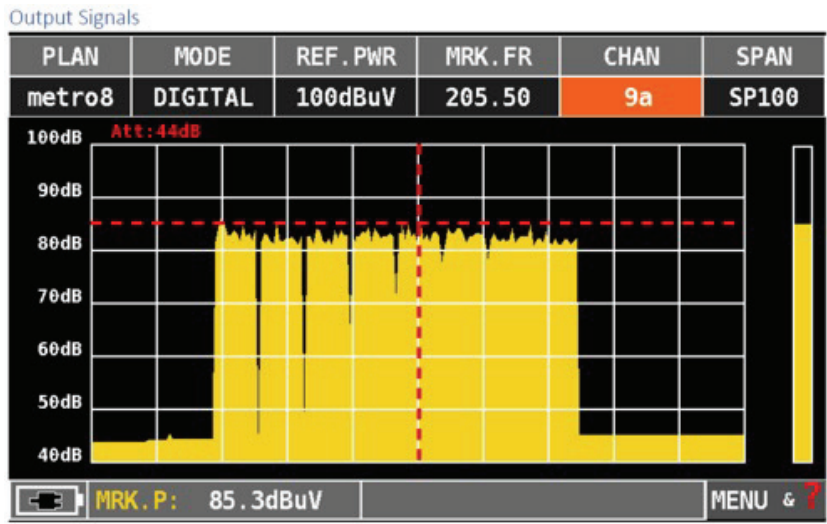 Output Signals
PLAN MODE REF.PWR MRK.FR CHAN SPAN
metro8 DIGITAL 100dBuV 205.50 9a SP100
Att:44dB
100dB
90dB
80dB
70dB
60dB
50dB
40dB
MRK.P: 85.3dBuV MENU & ?